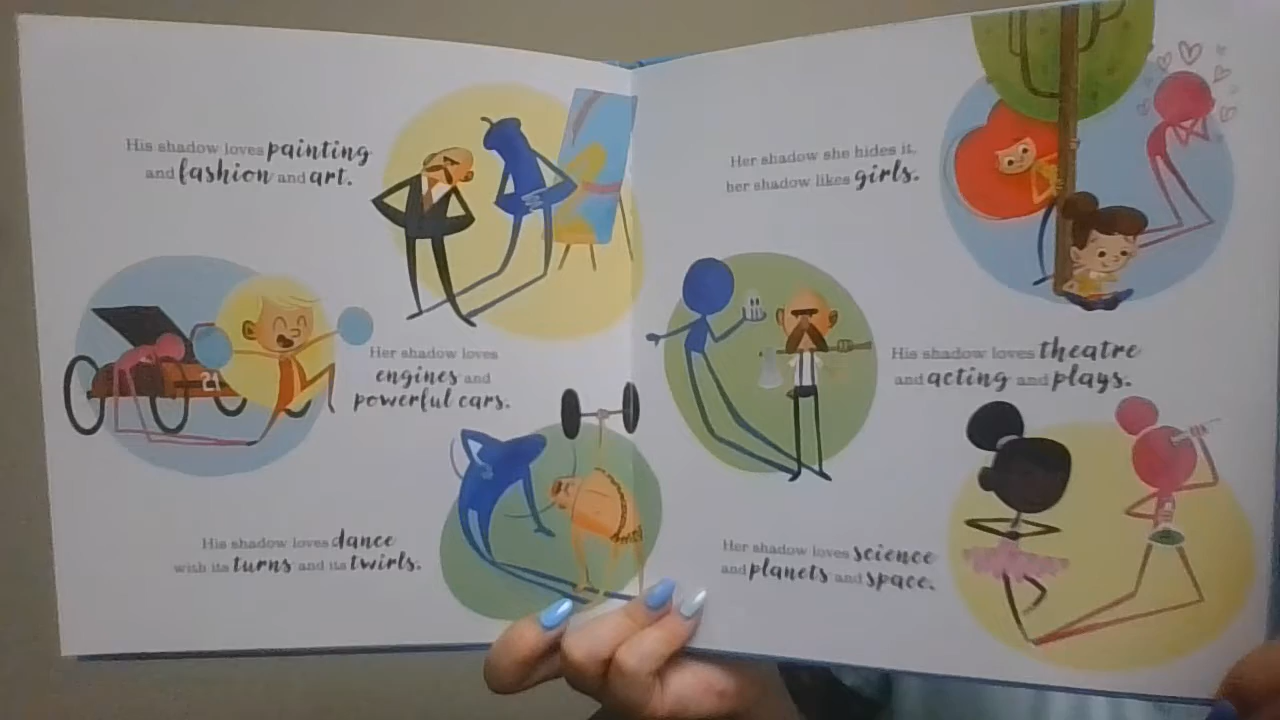 His shadow loves painting
and fashion and art.
Her shadow loves
engines and
powerful cars.
21
His shadow loves dance
wish its turns and its twirls.
Her shadow she hides it,
her shadow likes girls.
His shadow loves theatre
and acting and plays.
Her shadow loves science
and planets and space.